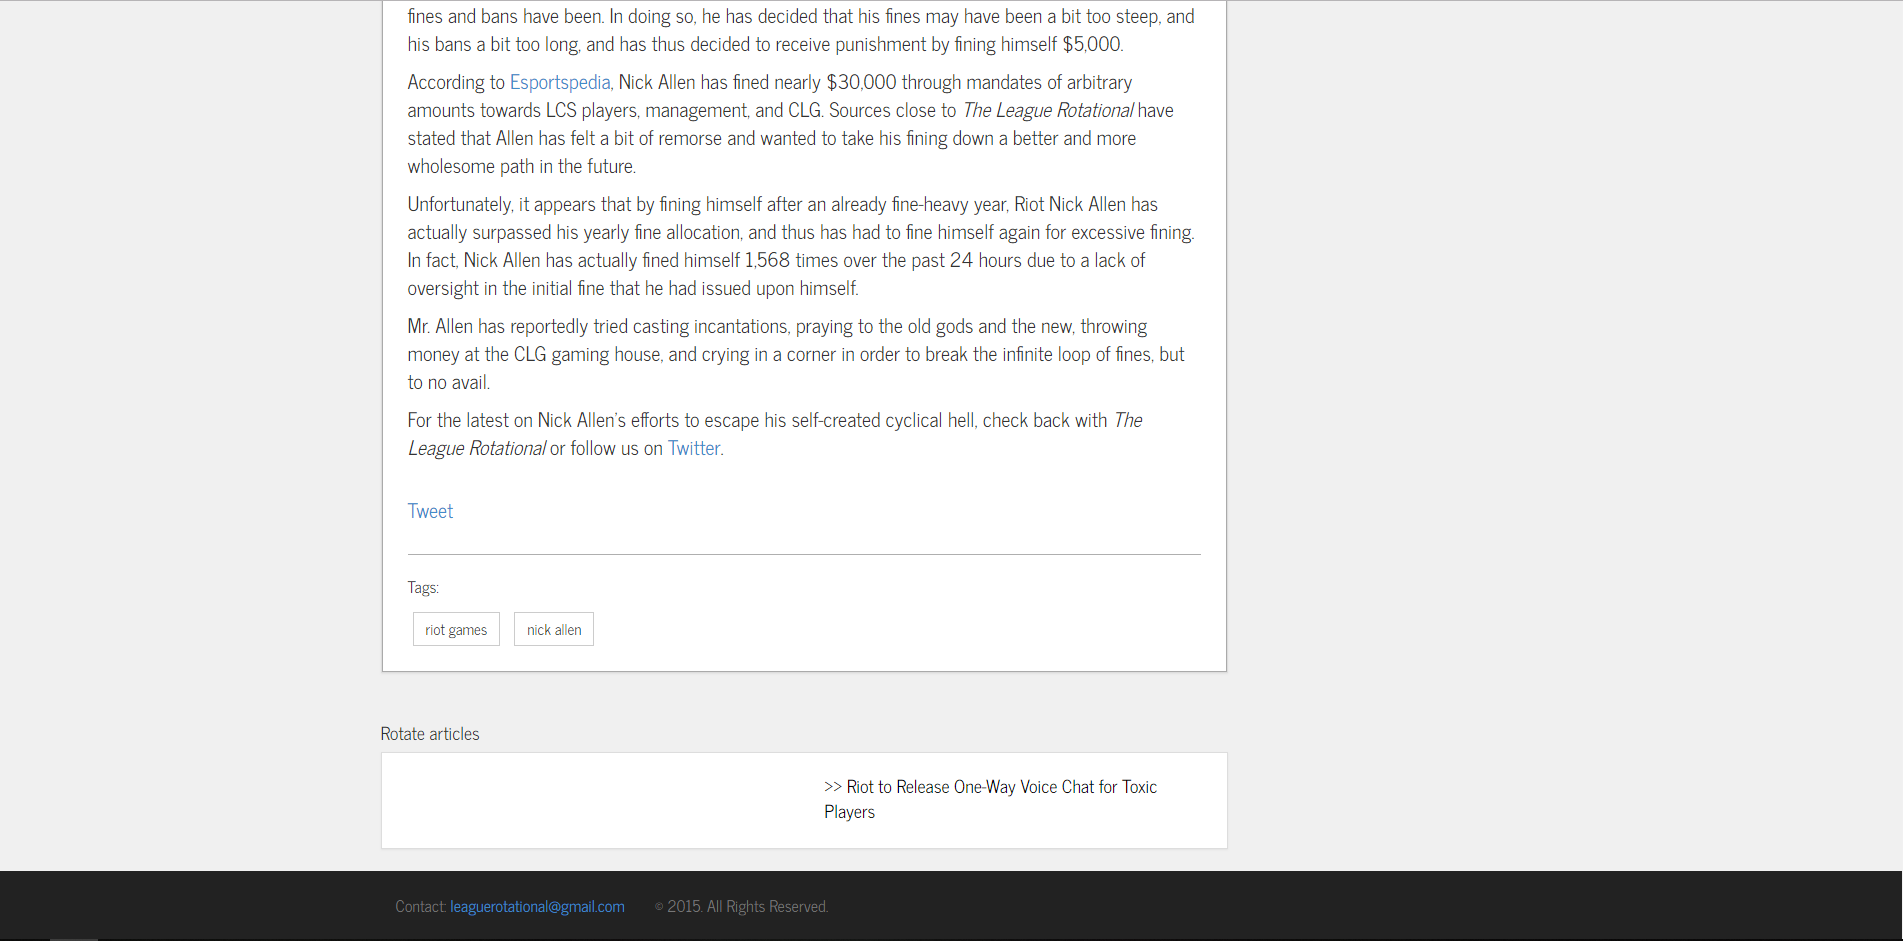 fines and bans have been. In doing so, he has decided that his fines may have been a bit too steep, and
his bans a bit too long, and has thus decided to receive punishment by fining himself $5,000.
According to Esportspedia, Nick Allen has fined nearly $30,000 through mandates of arbitrary
amounts towards LCS players, management, and CLG. Sources close to The League Rotational have
stated that Allen has felt a bit of remorse and wanted to take his fining down a better and more
wholesome path in the future.
Unfortunately, it appears that by fining himself after an already fine-heavy year, Riot Nick Allen has
actually surpassed his yearly fine allocation, and thus has had to fine himself again for excessive fining.
In fact, Nick Allen has actually fined himself 1,568 times over the past 24 hours due to a lack of
oversight in the initial fine that he had issued upon himself.
Mr. Allen has reportedly tried casting incantations, praying to the old gods and the new, throwing
money at the CLG gaming house, and crying in a corner in order to break the infinite loop of fines, but
to no avail.
For the latest on Nick Allen's efforts to escape his self-created cyclical hell, check back with The
League Rotational or follow us on Twitter.
Tweet
Tags:
riot games nick allen
Rotate articles
>> Riot to Release One-Way Voice Chat for Toxic
Players
Contact: leaguerotational@gmail.com © 2015. All Rights Reserved.